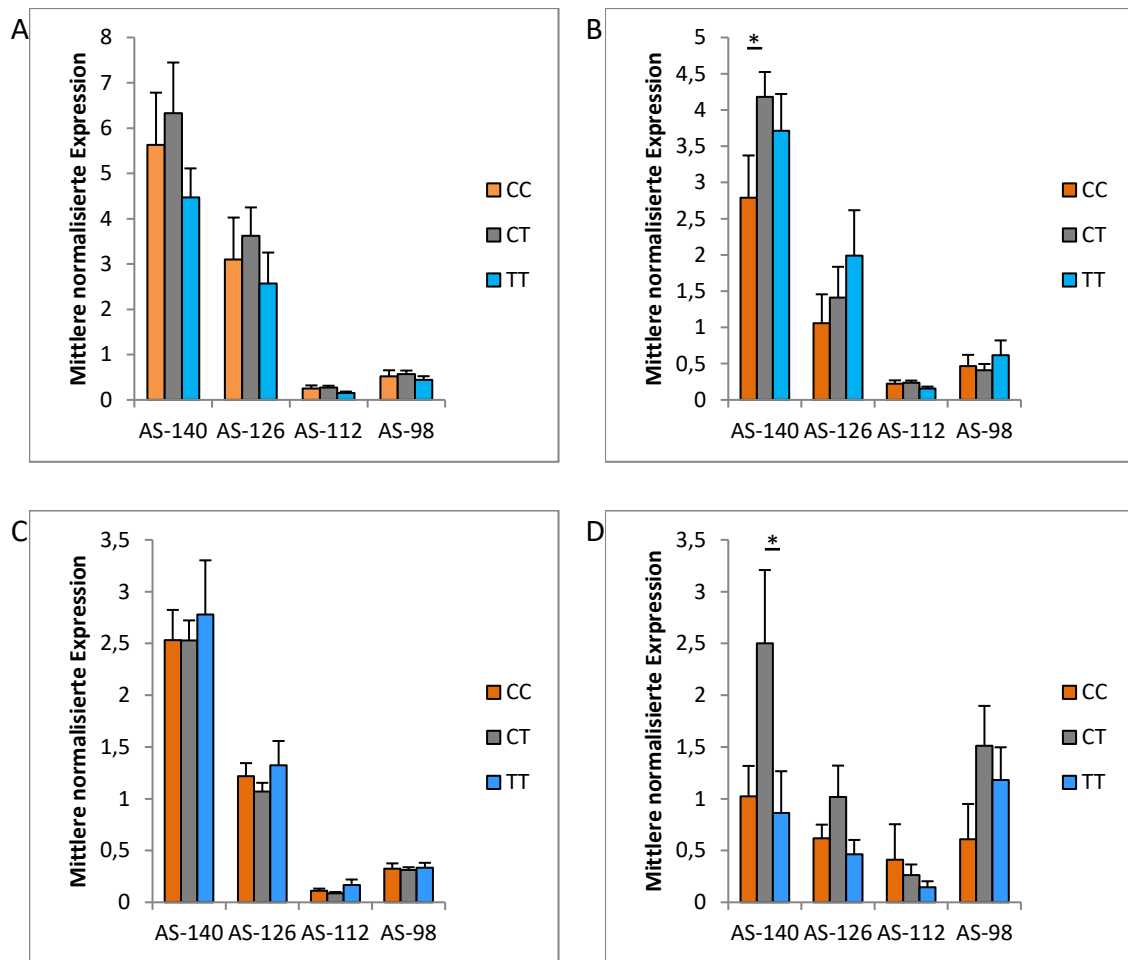 A
Mittlere normalisierte Expression
8
7
6
5
4
3
2
1
0
AS-140 AS-126 AS-112 AS-98
CC
CT
TT
B
Mittlere normalisierte Expression
5
4,5
4
3,5
3
2,5
2
1,5
1
0,5
0
*
AS-140 AS-126 AS-112 AS-98
CC
CT
TT
C
Mittlere normalisierte Expression
3,5
3
2,5
2
1,5
1
0,5
0
AS-140 AS-126 AS-112 AS-98
CC
CT
TT
D
Mittlere normalisierte Exrpression
3,5
3
2,5
2
1,5
1
0,5
0
*
AS-140 AS-126 AS-112 AS-98
CC
CT
TT